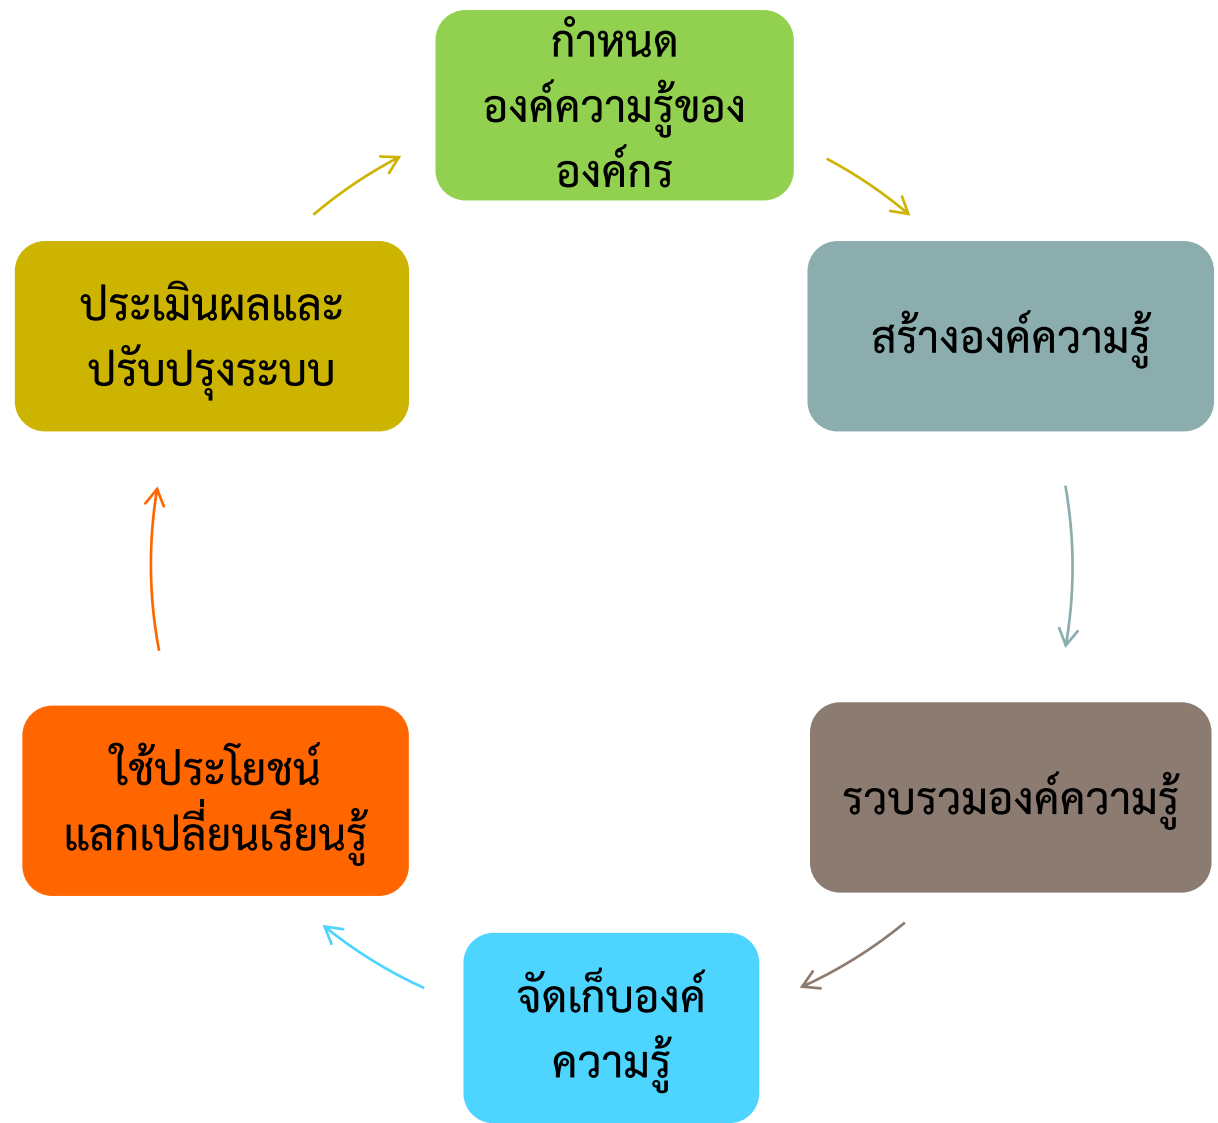 กำหนด
องค์ความรู้ของ
องค์กร
สร้างองค์ความรู้
รวบรวมองค์ความรู้
จัดเก็บองค์
ความรู้
ใช้ประโยชน์
แลกเปลี่ยนเรียนรู้
ประเมินผลและ
ปรับปรุงระบบ